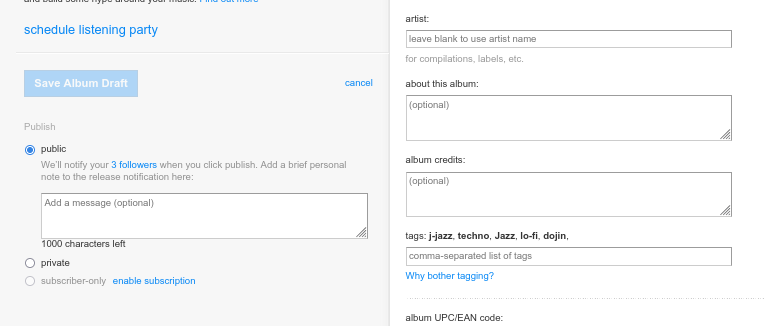 and build some hype around your music. Find out more
schedule listening party
Save Album Draft
cancel
Publish
public
We'll notify your 3 followers when you click publish. Add a brief personal
note to the release notification here:
Add a message (optional)
1000 characters left
private
subscriber-only enable subscription
artist:
leave blank to use artist name
for compilations, labels, etc.
about this album:
(optional)
album credits:
(optional)
tags: j-jazz, techno, Jazz, lo-fi, dojin,
comma-separated list of tags
Why bother tagging?
album UPC/EAN code: